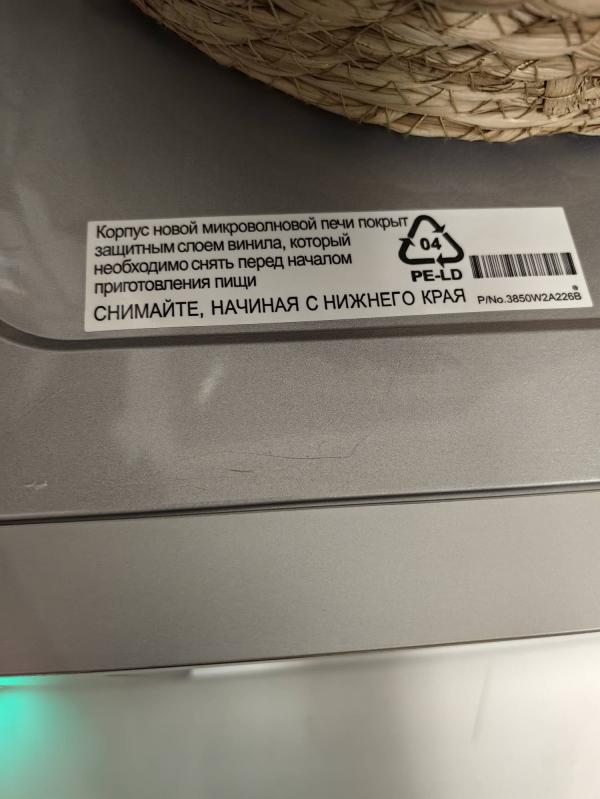 Корпус новой микроволновой печи покрыт
защитным слоем винила, который
необходимо снять перед началом
приготовления пищи
СНИМАЙТЕ, НАЧИНАЯ С НИЖНЕГО КРАЯ
04
PE-LD
P/No.3850W2A226B